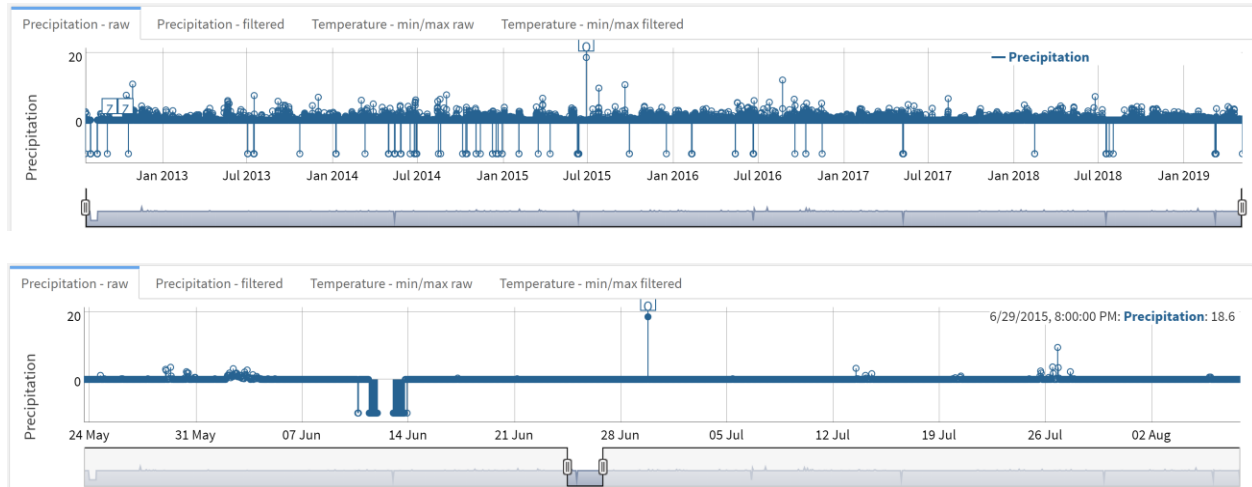 Precipitation - raw Precipitation - filtered Temperature - min/max raw Temperature - min/max filtered
O
20
Precipitation
Z Z
0
Precipitation
Jan 2013 Jul 2013 Jan 2014 Jul 2014 Jan 2015 Jul 2015 Jan 2016 Jul 2016 Jan 2017 Jul 2017 Jan 2018 Jul 2018 Jan 2019
Precipitation - raw Precipitation - filtered Temperature - min/max raw Temperature - min/max filtered
O
20
6/29/2015, 8:00:00 PM: Precipitation: 18.6
0
Precipitation
24 May 31 May 07 Jun 14 Jun 21 Jun 28 Jun 05 Jul 12 Jul 19 Jul 26 Jul 02 Aug